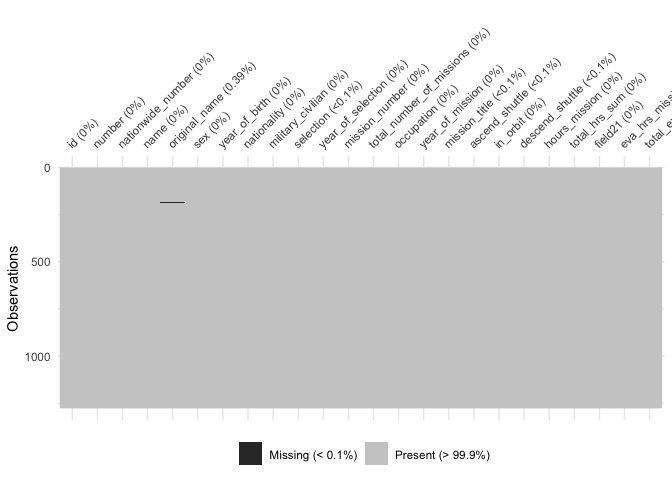 id (0%)
number (0%)
nationwide_number (0%)
name (0%)
original_name (0.39%)
sex (0%)
year_of_birth (0%)
nationality (0%)
military_civilian (0%)
selection (<0.1%)
year_of_selection (0%)
mission_number (0%)
total_number_of_missions (0%)
occupation (0%)
year_of_mission (0%)
mission_title (<0.1%)
ascend_shuttle (<0.1%)
in_orbit (0%)
descend_shuttle (<0.1%)
hours_mission (0%)
total_hrs_sum (0%)
field21 (0%)
eva_hrs_missi
total_e
0
500
1000
Observations
Missing (< 0.1%)
Present (> 99.9%)